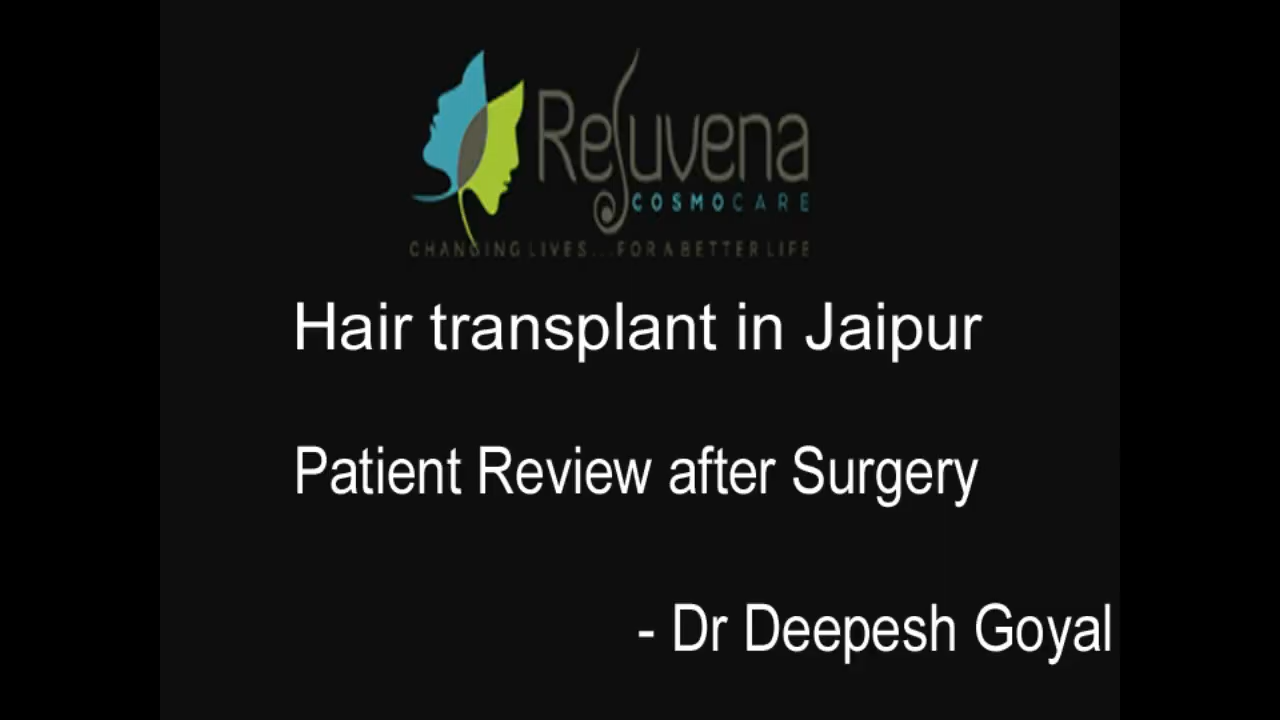 Rejuvena
COSMOCARE
CHANGING LIVES...FOR A BETTER LIFE
Hair transplant in Jaipur
Patient Review after Surgery
- Dr Deepesh Goyal